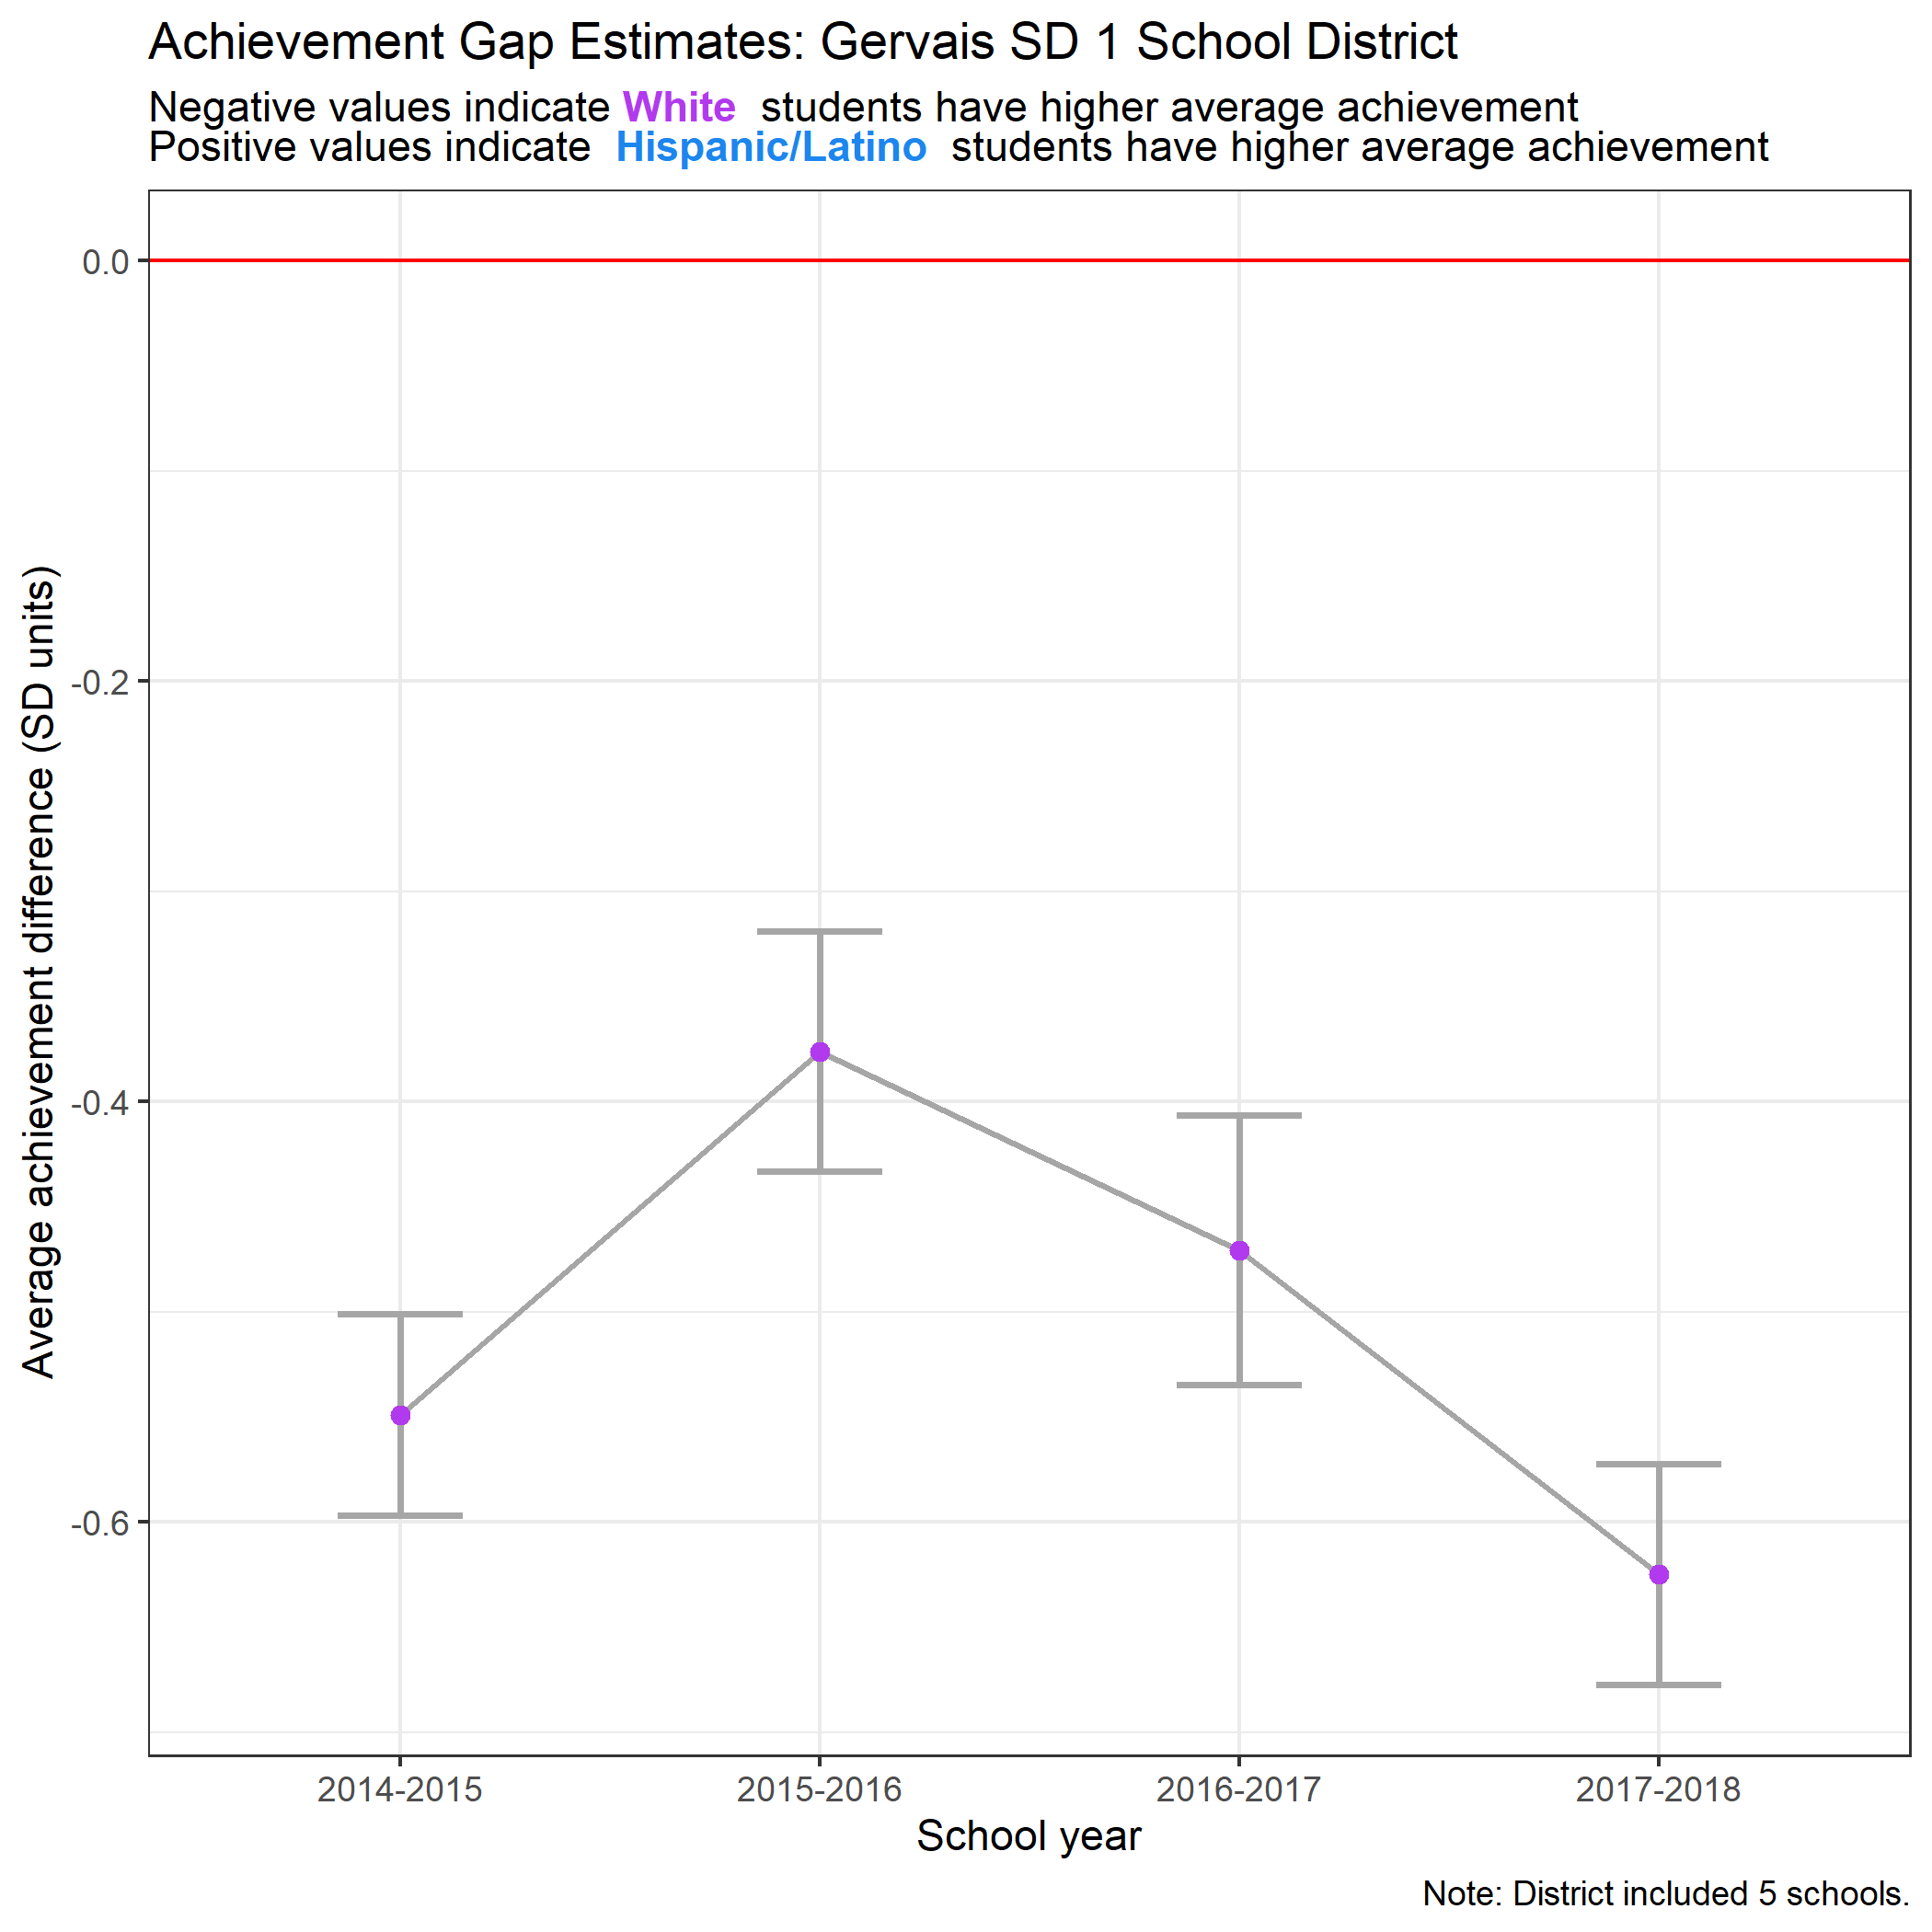 Achievement Gap Estimates: Gervais SD 1 School District
Negative values indicate White students have higher average achievement
Positive values indicate Hispanic/Latino students have higher average achievement
Average achievement difference (SD units)
0.0
-0.2
-0.4
-0.6
2014-2015 2015-2016 2016-2017 2017-2018
School year
Note: District included 5 schools.